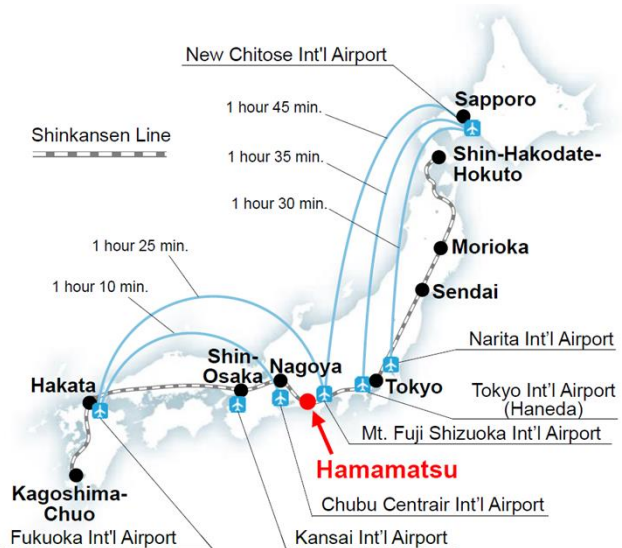 New Chitose Int'l Airport
1 hour 45 min.
Sapporo
Shinkansen Line
1 hour 35 min.
Shin-Hakodate-
Hokuto
1 hour 30 min.
1 hour 25 min.
Morioka
1 hour 10 min.
Sendai
Narita Int'l Airport
Shin-
Osaka
Nagoya
Hakata
Tokyo
Tokyo Int'l Airport
(Haneda)
Mt. Fuji Shizuoka Int'l Airport
Hamamatsu
Kagoshima-
Chuo
Chubu Centrair Int'l Airport
Fukuoka Int'l Airport
Kansai Int'l Airport